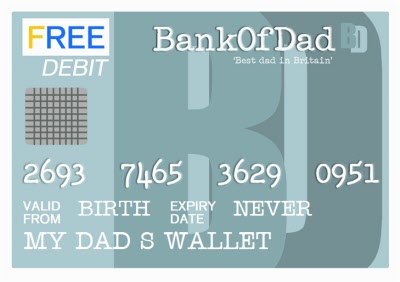 FREE BankOfDad BD
DEBIT 'Best dad in Britain'
2693 7465 3629 0951
VALID FROM BIRTH EXPIRY DATE NEVER
MY DAD S WALLET